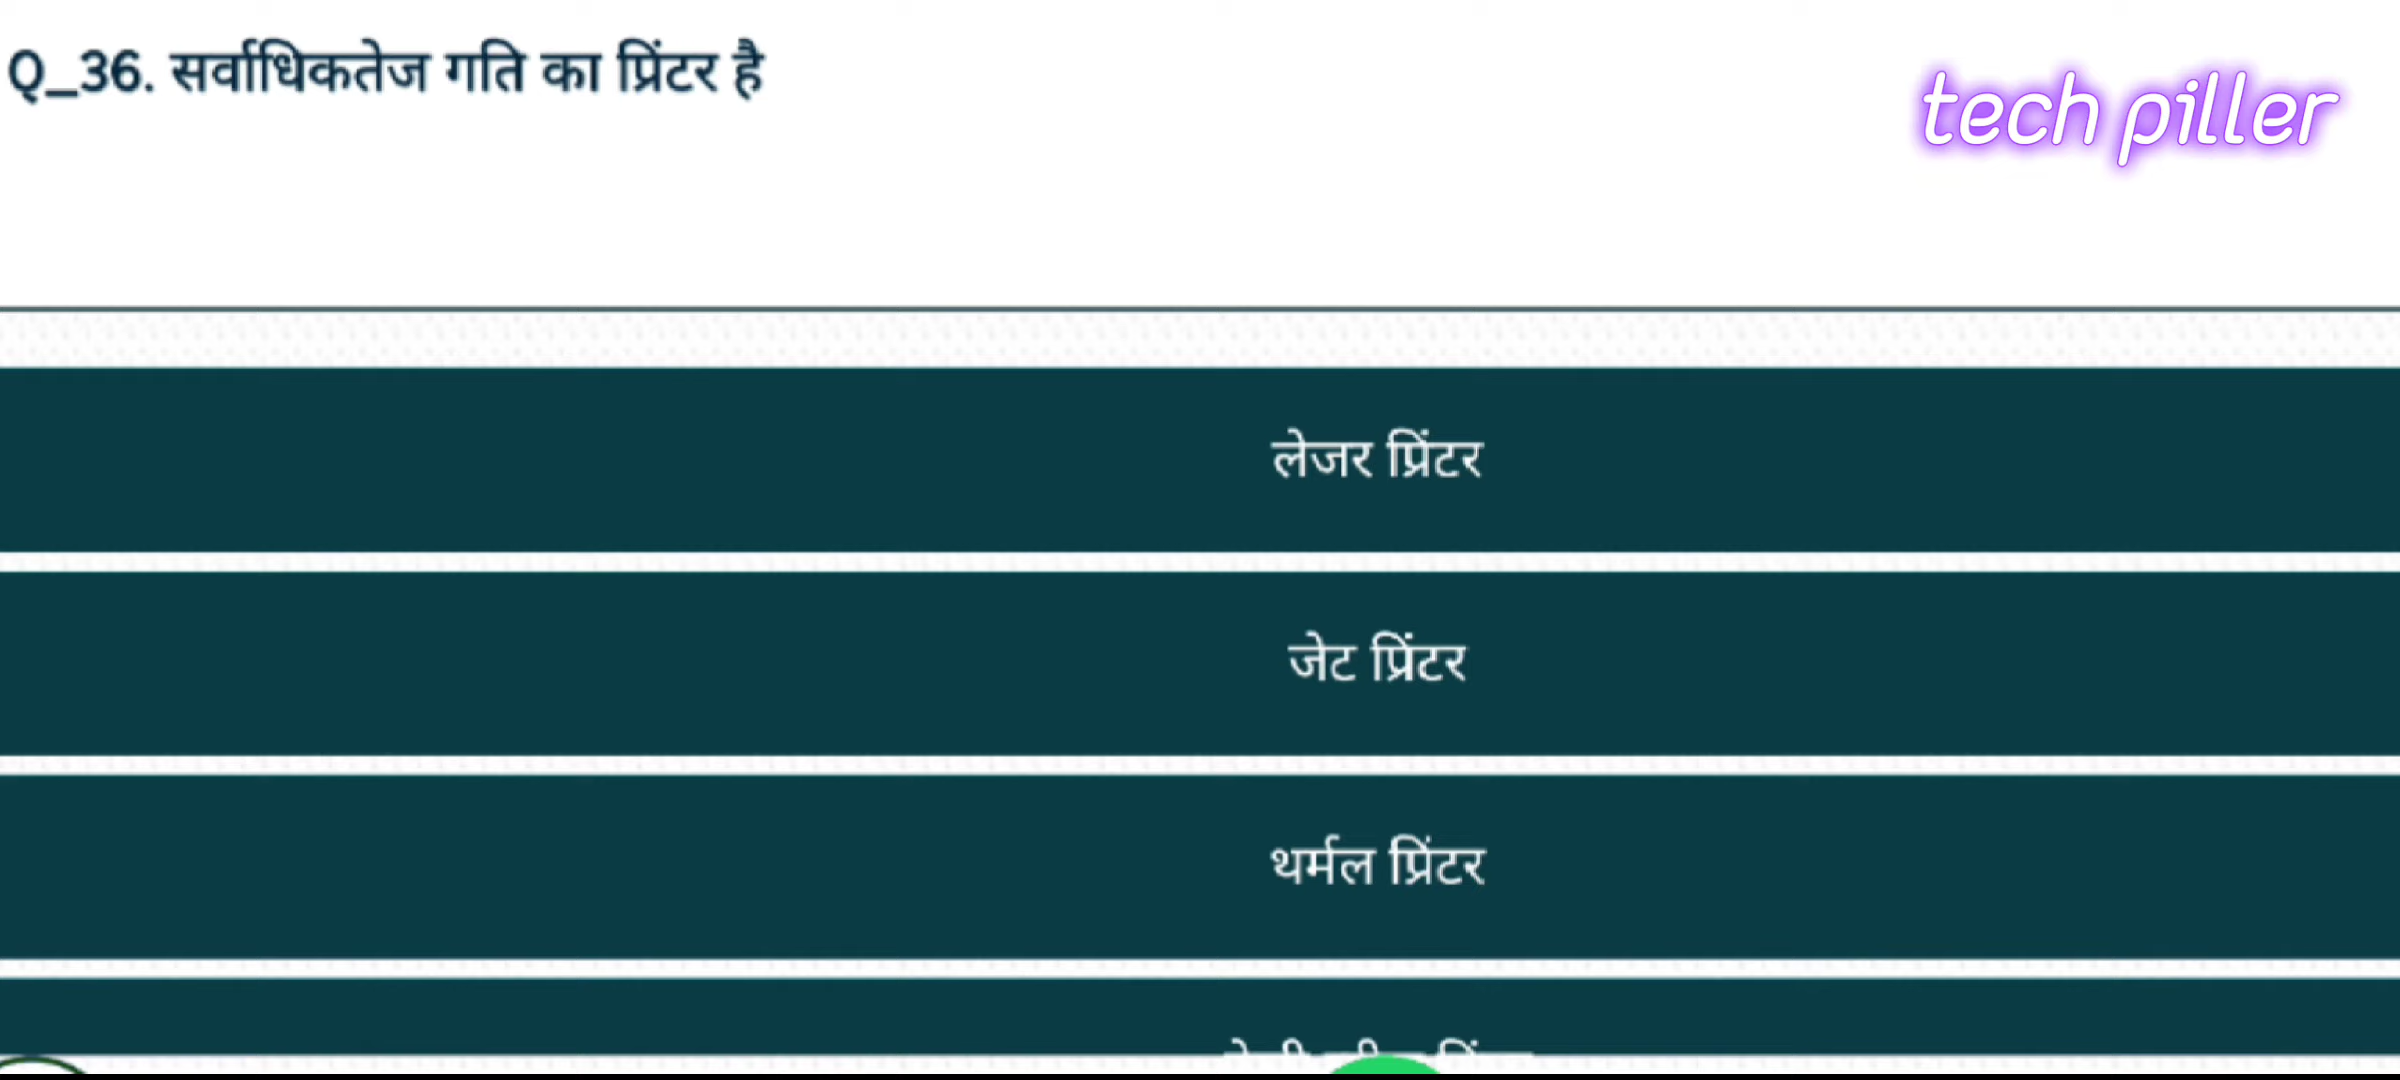 Q_36. सर्वाधिकतेज गति का प्रिंटर है
tech piller
लेजर प्रिंटर
जेट प्रिंटर
थर्मल प्रिंटर